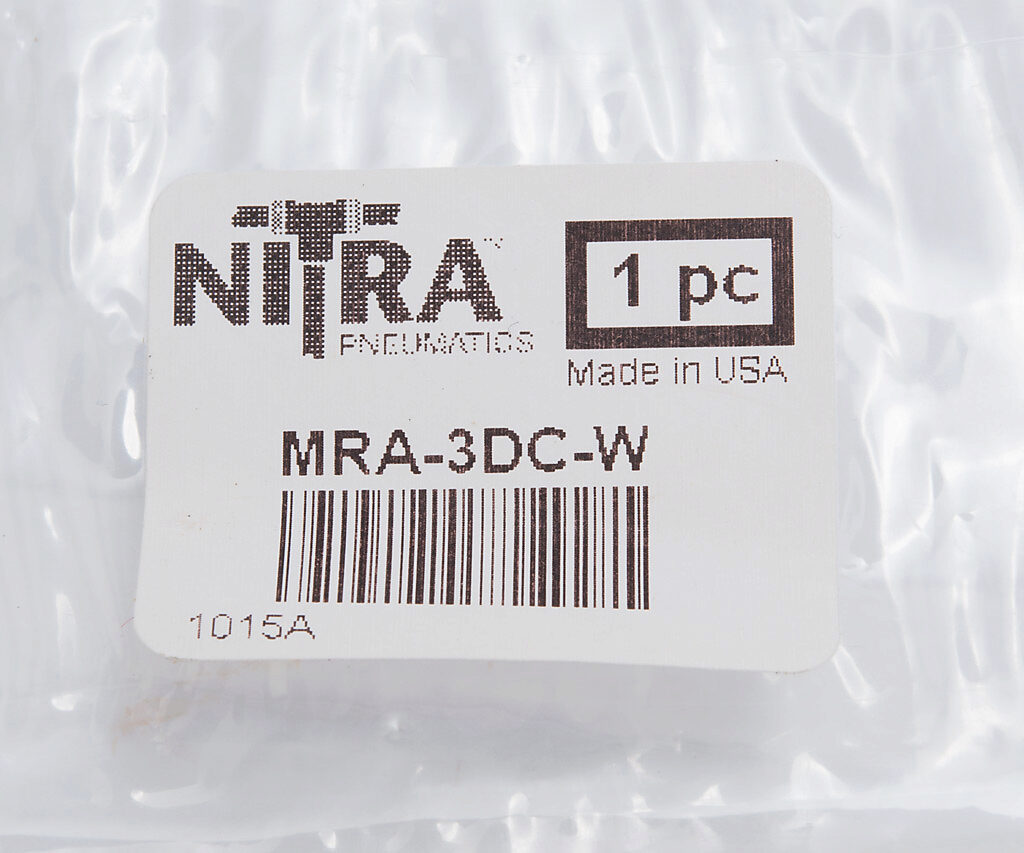 NITRA™
PNEUMATICS
1 pc
Made in USA
MRA-3DC-W
1015A